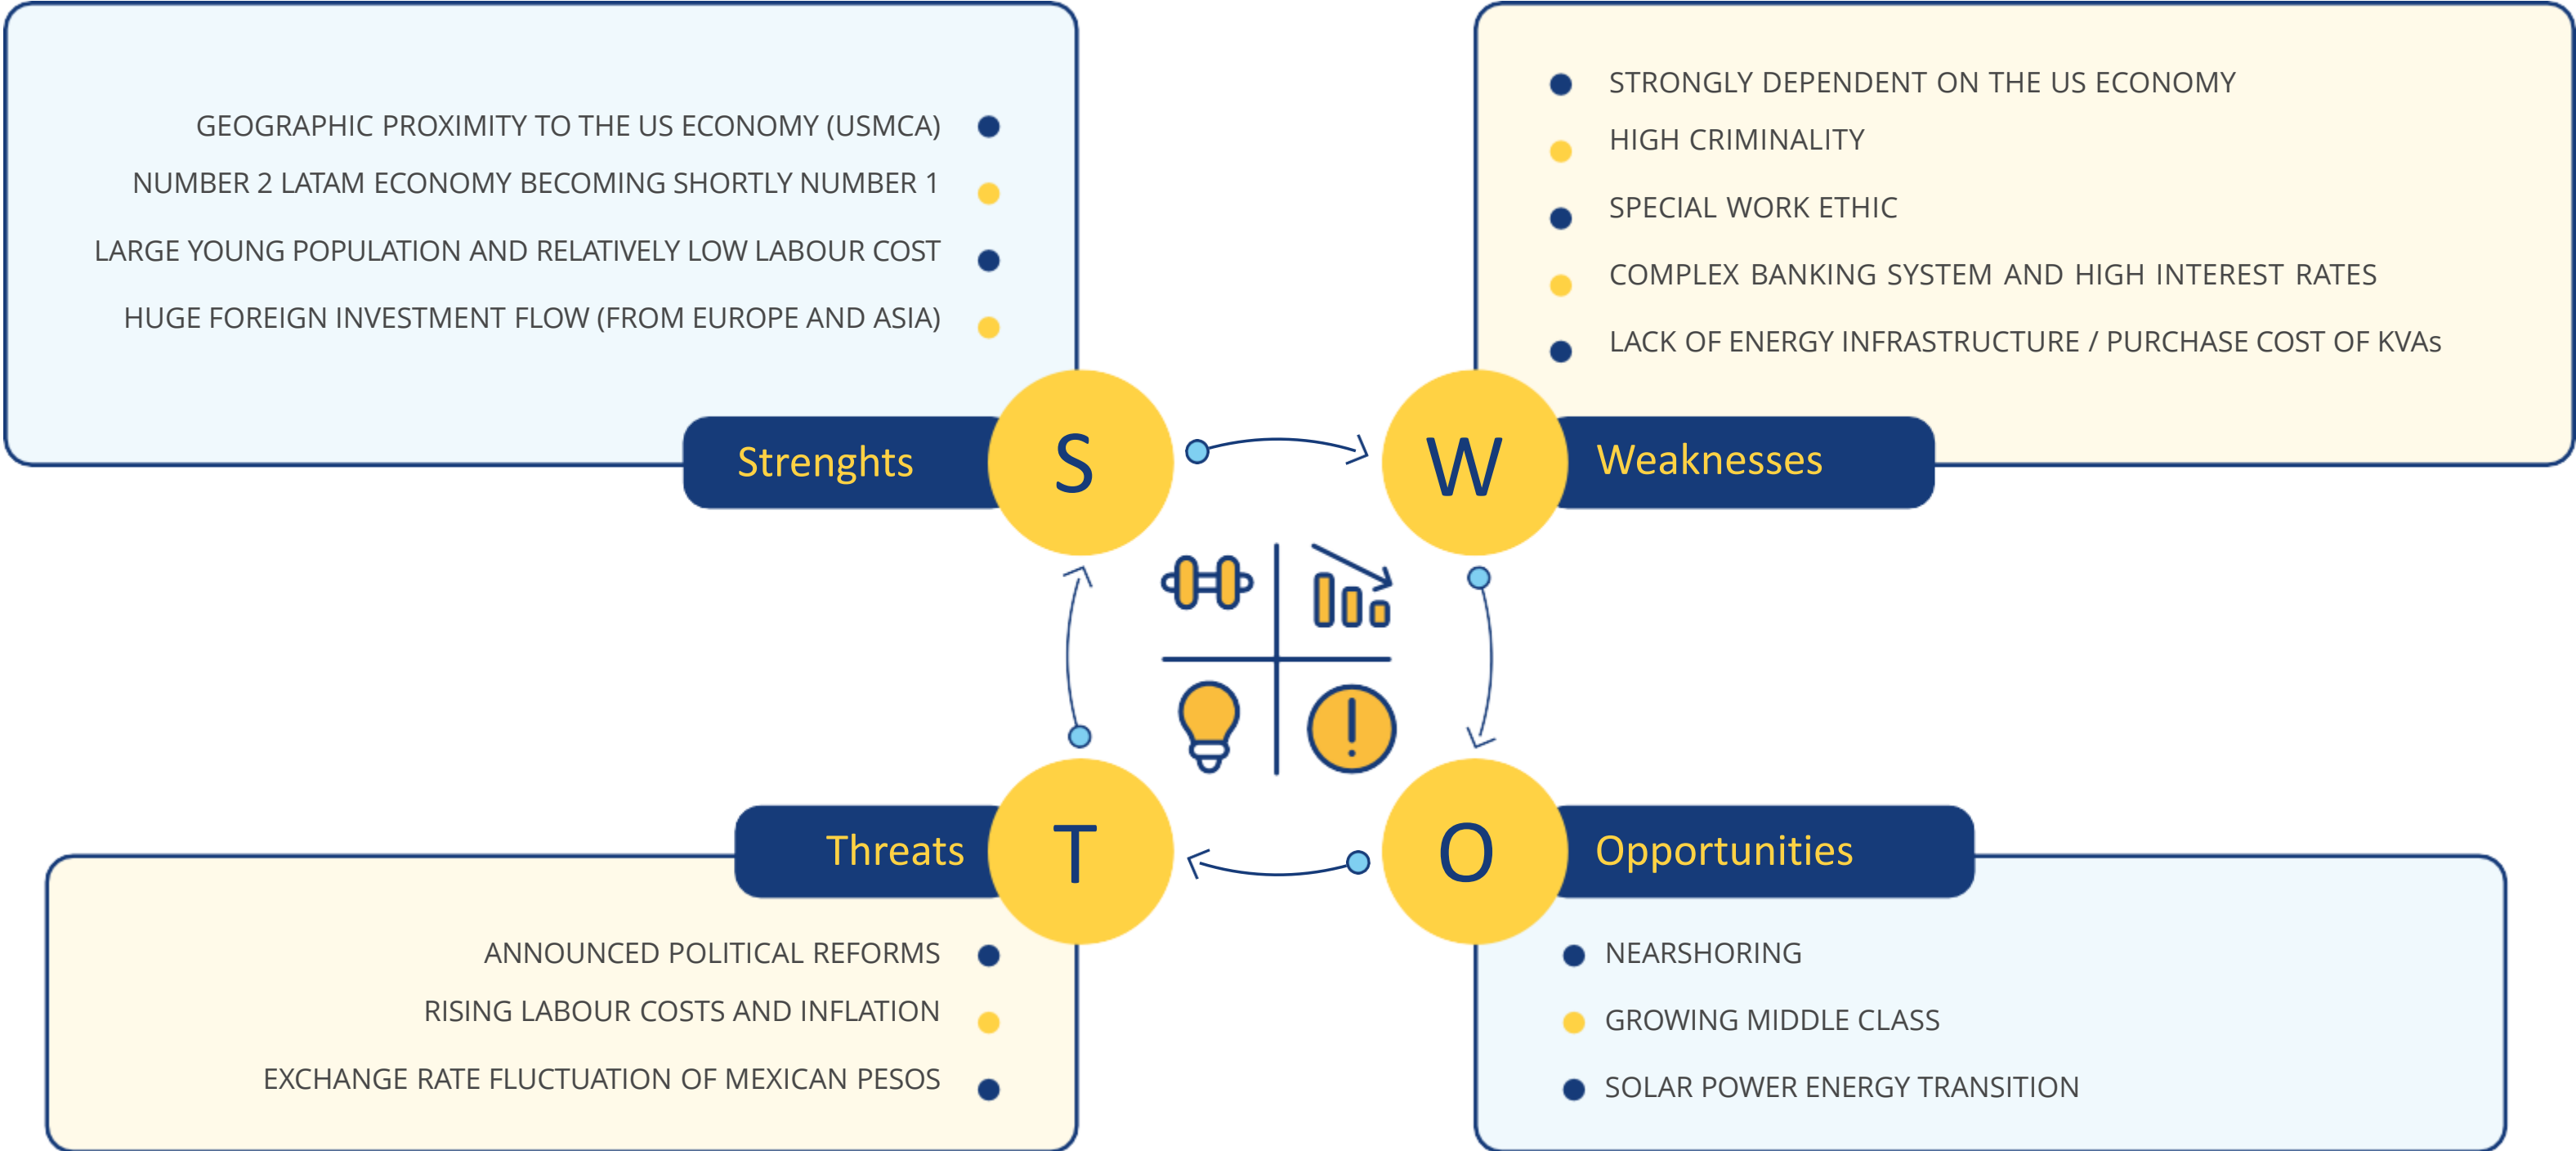 GEOGRAPHIC PROXIMITY TO THE US ECONOMY (USMCA)
NUMBER 2 LATAM ECONOMY BECOMING SHORTLY NUMBER 1
LARGE YOUNG POPULATION AND RELATIVELY LOW LABOUR COST
HUGE FOREIGN INVESTMENT FLOW (FROM EUROPE AND ASIA)
Strenghts
S
STRONGLY DEPENDENT ON THE US ECONOMY
HIGH CRIMINALITY
SPECIAL WORK ETHIC
COMPLEX BANKING SYSTEM AND HIGH INTEREST RATES
LACK OF ENERGY INFRASTRUCTURE / PURCHASE COST OF KVAs
W
Weaknesses
Threats
T
ANNOUNCED POLITICAL REFORMS
RISING LABOUR COSTS AND INFLATION
EXCHANGE RATE FLUCTUATION OF MEXICAN PESOS
O
Opportunities
NEARSHORING
GROWING MIDDLE CLASS
SOLAR POWER ENERGY TRANSITION